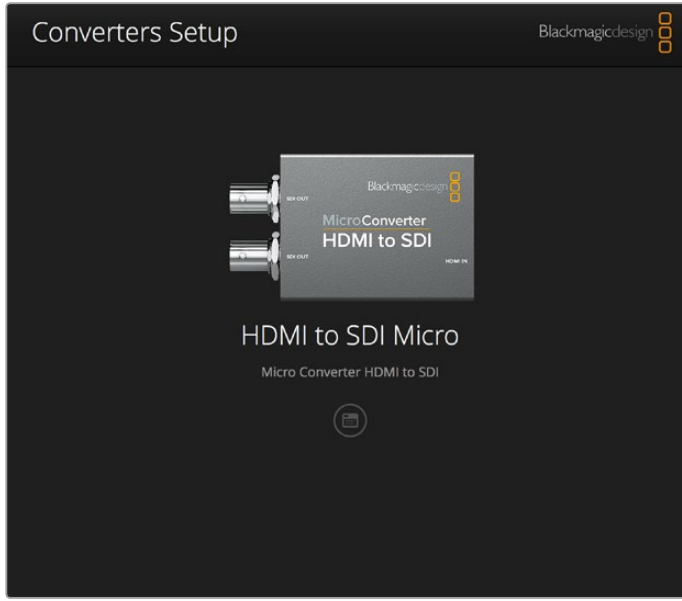 Converters Setup
Blackmagicdesign
Blackmagicdesign
SDI OUT
MicroConverter
HDMI to SDI
SDI OUT
HDMI IN
HDMI to SDI Micro
Micro Converter HDMI to SDI